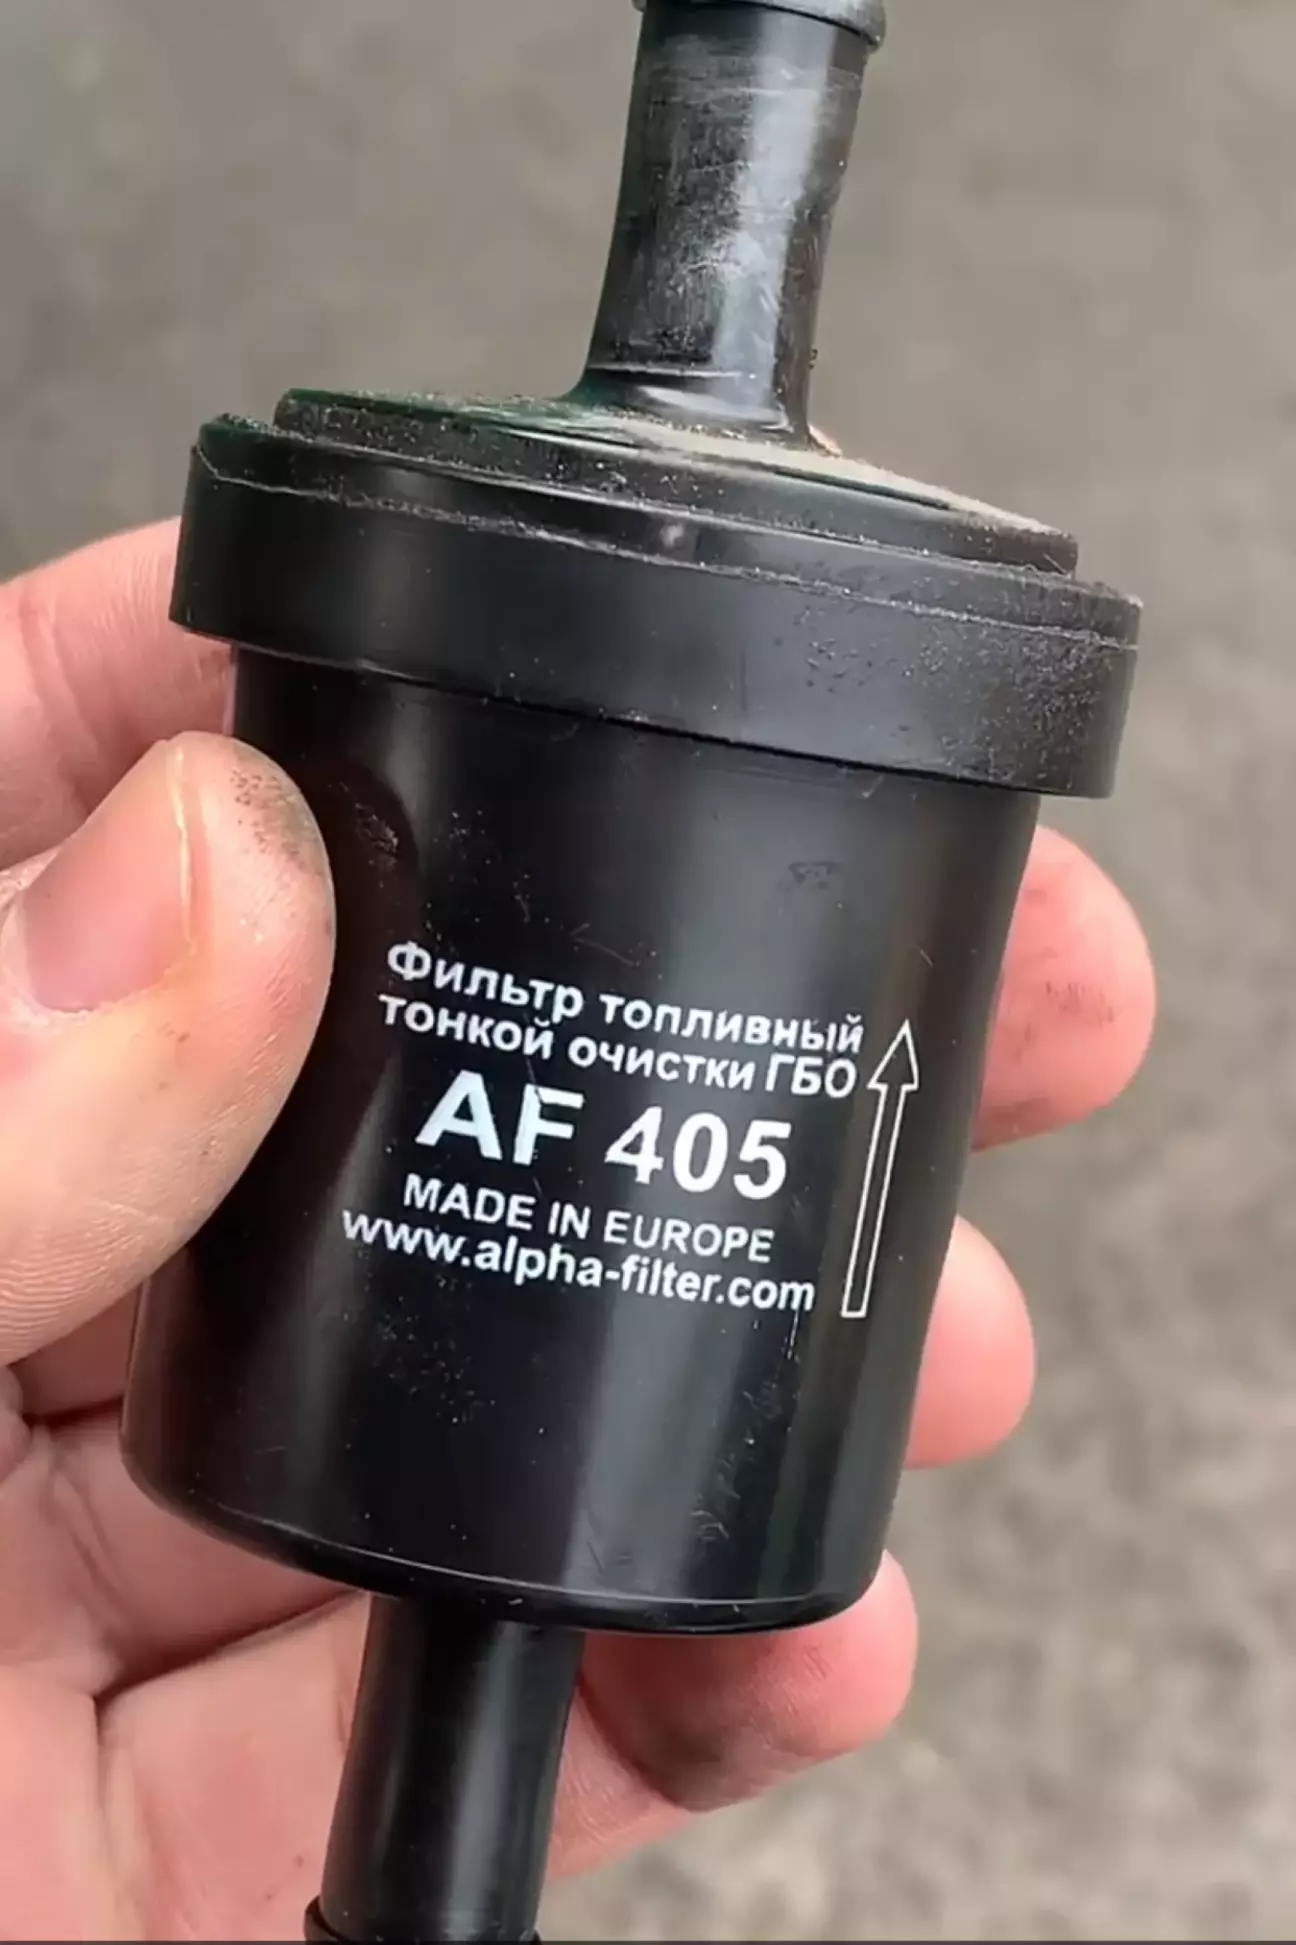 Фильтр топливный
тонкой очистки ГБО
AF 405
MADE IN EUROPE
www.alpha-filter.com